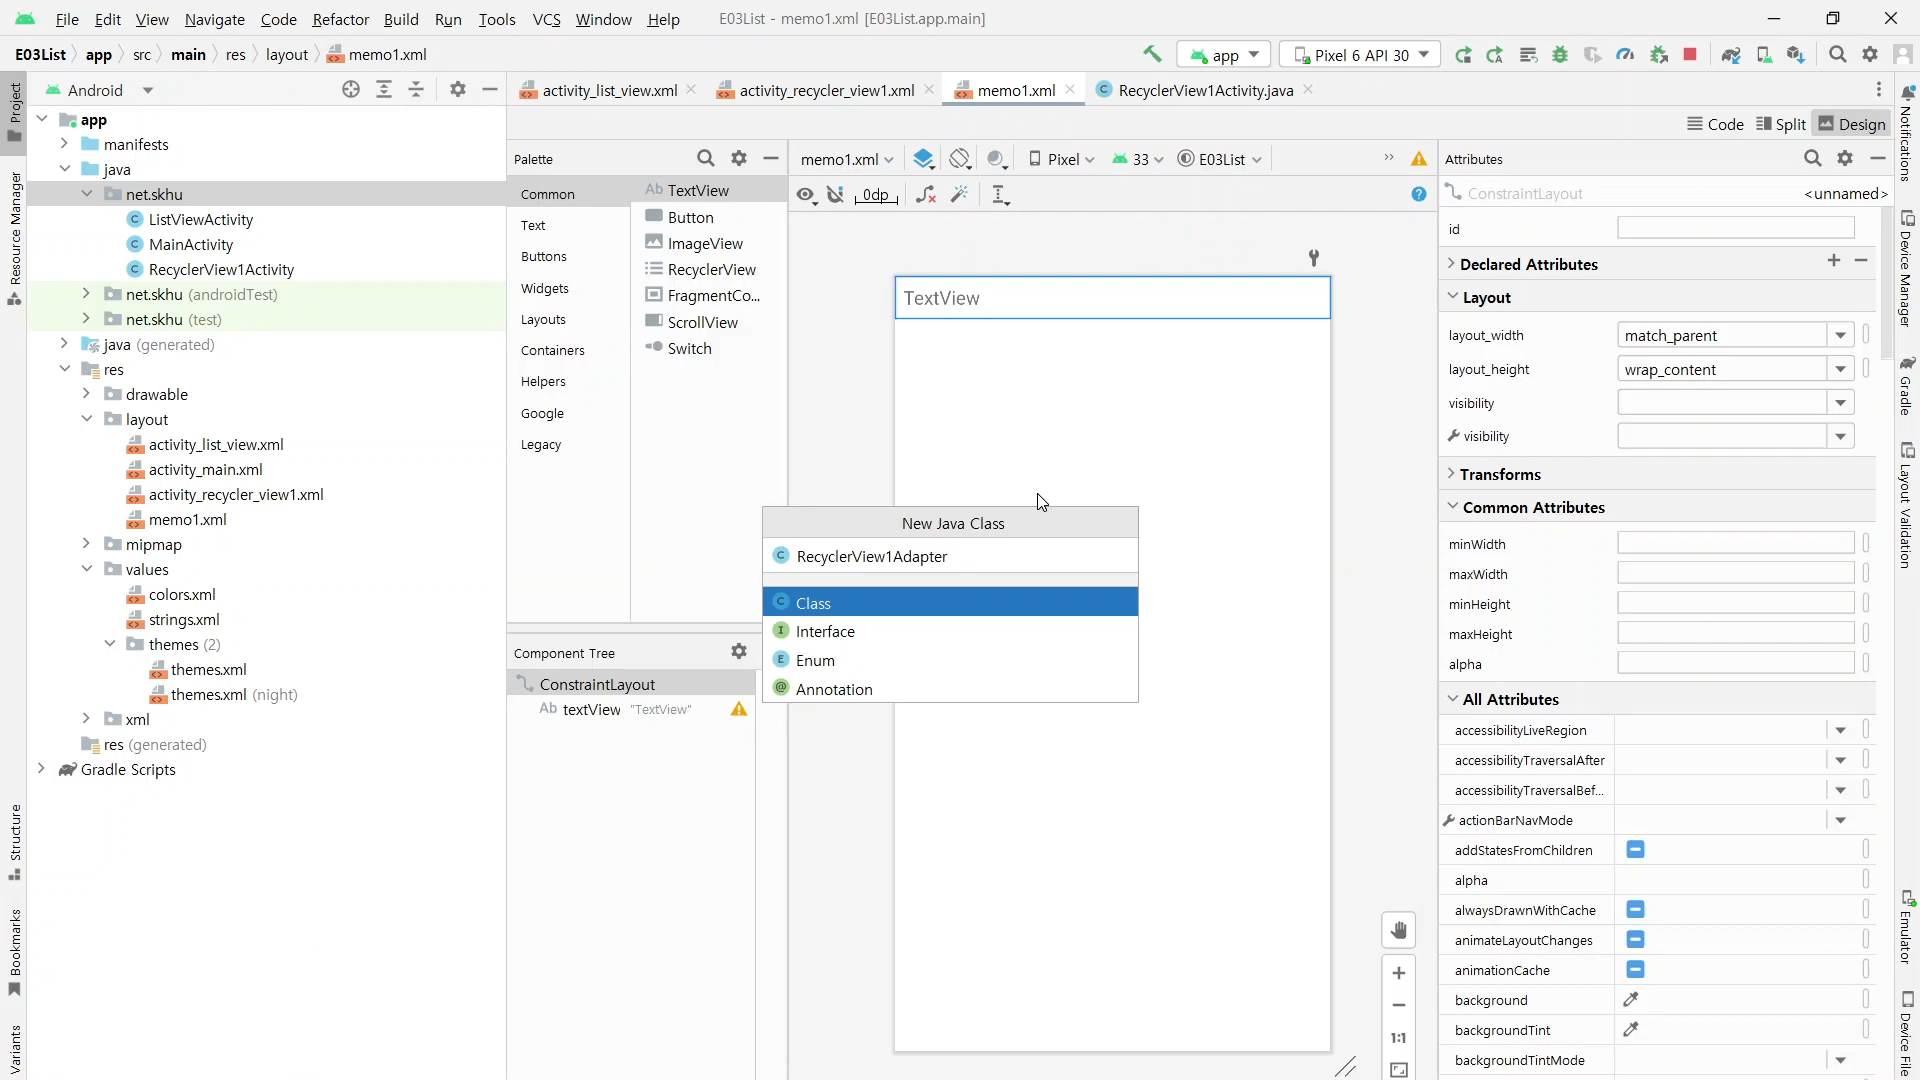 File Edit View Navigate Code Refactor Build Run Tools VCS Window Help E03List - memo1.xml [E03List.app.main]
E03List app src main res layout memo1.xml app Pixel 6 API 30
Project
Resource Manager
Structure
Bookmarks
Variants
Android
app
manifests
java
net.skhu
ListViewActivity
MainActivity
RecyclerView1Activity
net.skhu (androidTest)
net.skhu (test)
java (generated)
res
drawable
layout
activity_list_view.xml
activity_main.xml
activity_recycler_view1.xml
memo1.xml
mipmap
values
colors.xml
strings.xml
themes (2)
themes.xml
themes.xml (night)
xml
res (generated)
Gradle Scripts
activity_list_view.xml activity_recycler_view1.xml memo1.xml RecyclerView1Activity.java
Code Split Design
Palette
Common
Text
Buttons
Widgets
Layouts
Containers
Helpers
Google
Legacy
Ab TextView
Button
ImageView
RecyclerView
FragmentCo...
ScrollView
Switch
Component Tree
ConstraintLayout
Ab textView "TextView"
memo1.xml Pixel 33 E03List
0dp
TextView
New Java Class
RecyclerView1Adapter
Class
Interface
Enum
Annotation
1:1
Attributes
ConstraintLayout <unnamed>
id
Declared Attributes
Layout
layout_width match_parent
layout_height wrap_content
visibility
visibility
Transforms
Common Attributes
minWidth
maxWidth
minHeight
maxHeight
alpha
All Attributes
accessibilityLiveRegion
accessibilityTraversalAfter
accessibilityTraversalBef...
actionBarNavMode
addStatesFromChildren
alpha
alwaysDrawnWithCache
animateLayoutChanges
animationCache
background
backgroundTint
backgroundTintMode
Notifications
Device Manager
Gradle
Layout Validation
Emulator
Device File